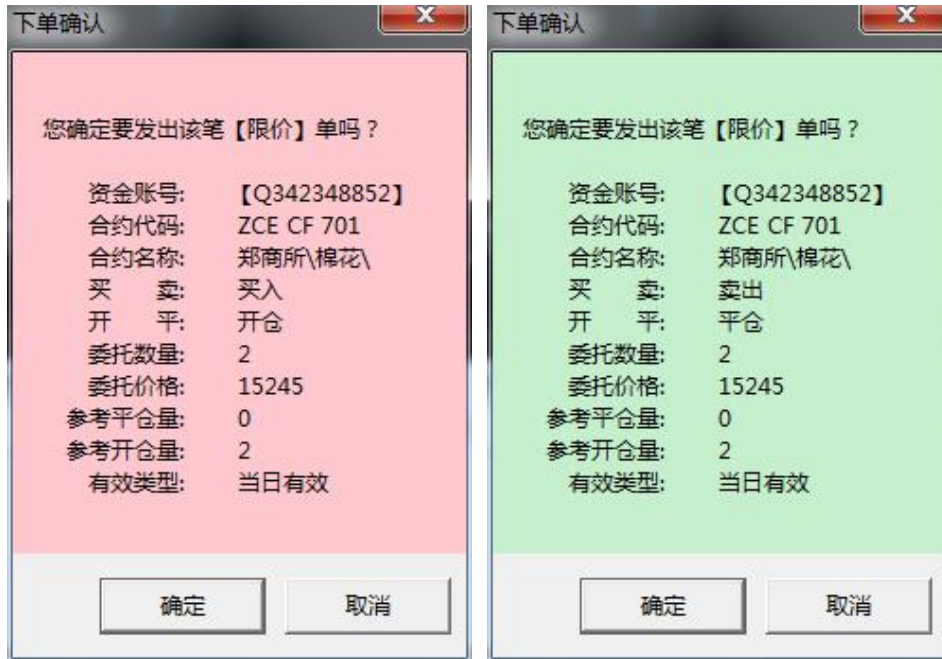 下单确认
X
您确定要发出该笔【限价】单吗？
资金账号: 【Q342348852】
合约代码: ZCE CF 701
合约名称: 郑商所\棉花\
买 卖: 买入
开 平: 开仓
委托数量: 2
委托价格: 15245
参考平仓量: 0
参考开仓量: 2
有效类型: 当日有效
确定 取消
下单确认
X
您确定要发出该笔【限价】单吗？
资金账号: 【Q342348852】
合约代码: ZCE CF 701
合约名称: 郑商所\棉花\
买 卖: 卖出
开 平: 平仓
委托数量: 2
委托价格: 15245
参考平仓量: 0
参考开仓量: 2
有效类型: 当日有效
确定 取消